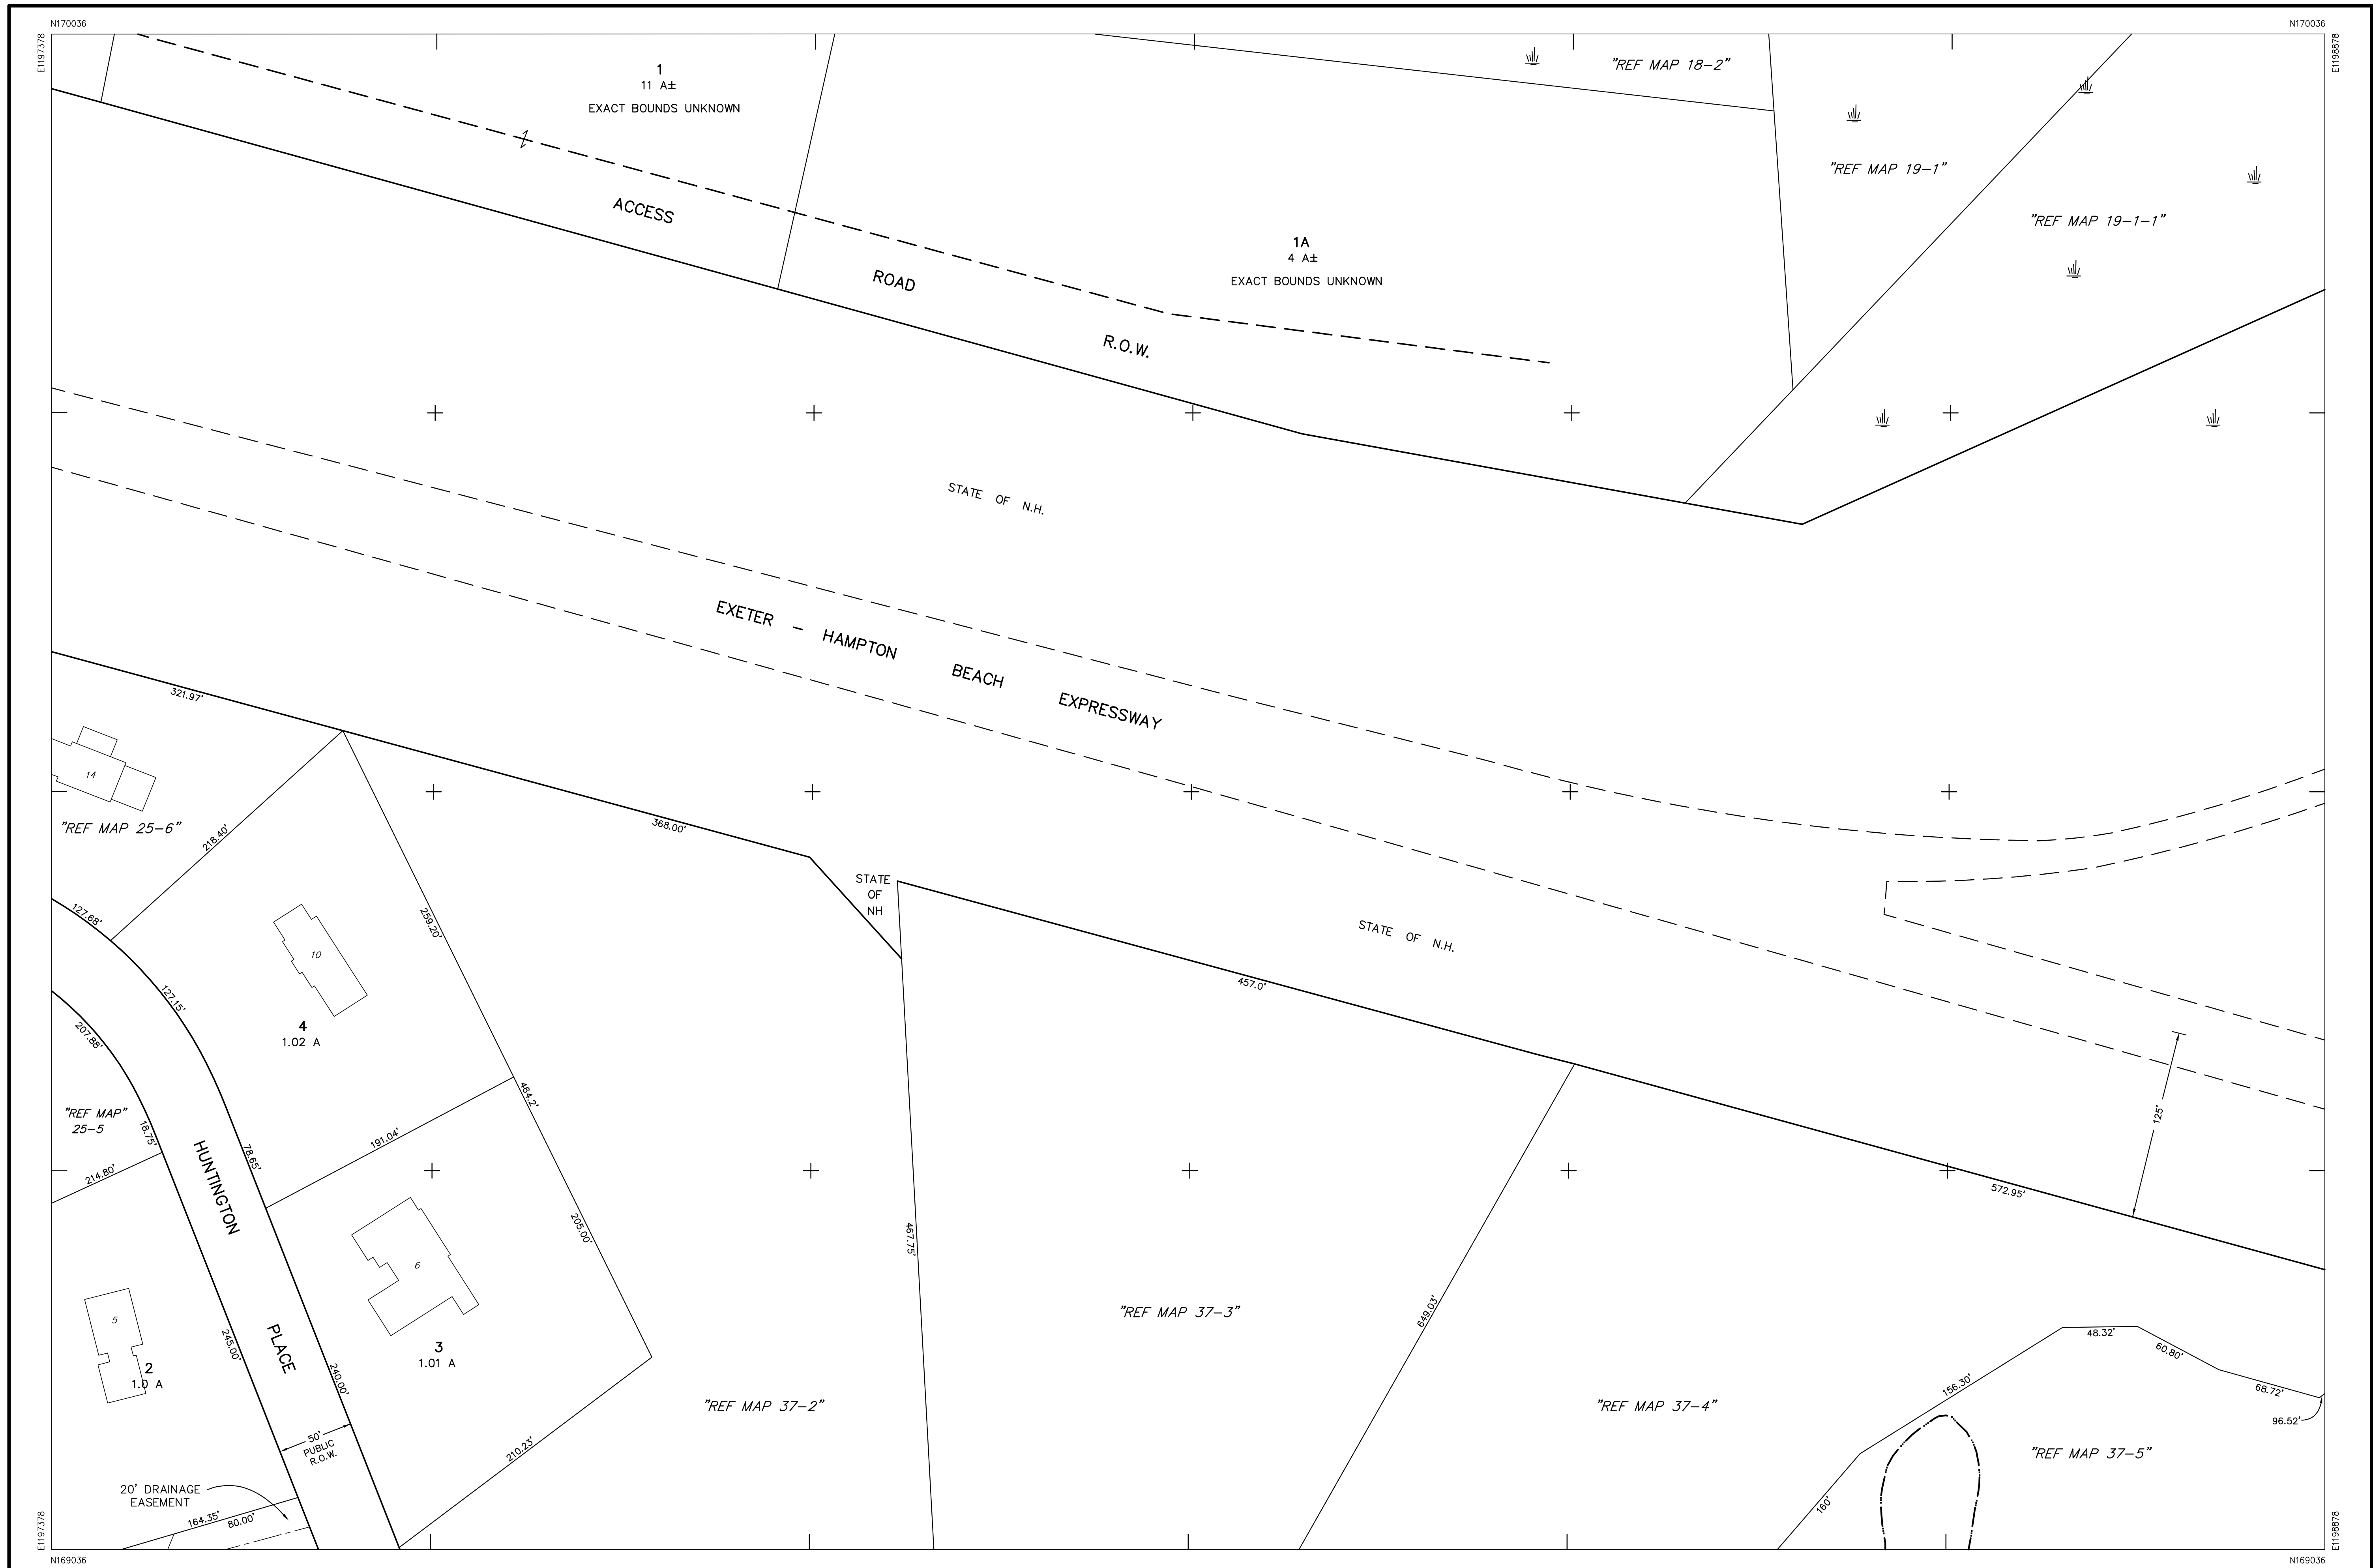 N170036
N170036
E1197378
E1198878
1
11 A±
EXACT BOUNDS UNKNOWN
"REF MAP 18-2"
"REF MAP 19-1"
"REF MAP 19-1-1"
ACCESS
ROAD
R.O.W.
1A
4 A±
EXACT BOUNDS UNKNOWN
STATE OF N.H.
EXETER - HAMPTON BEACH EXPRESSWAY
321.97'
14
"REF MAP 25-6"
218.40'
368.00'
STATE
OF
NH
127.68'
259.20'
10
STATE OF N.H.
457.0'
127.15'
4
1.02 A
207.88'
464.2'
125'
"REF MAP"
25-5
18.75'
191.04'
78.65'
214.80'
HUNTINGTON
572.95'
205.00'
467.75'
6
"REF MAP 37-3"
649.03'
5
2
1.0 A
245.00'
PLACE
240.00'
3
1.01 A
48.32'
60.80'
68.72'
156.30'
96.52'
"REF MAP 37-2"
"REF MAP 37-4"
50'
PUBLIC
R.O.W.
210.23'
"REF MAP 37-5"
20' DRAINAGE
EASEMENT
160'
164.35'
80.00'
E1197378
E1198878
N169036
N169036